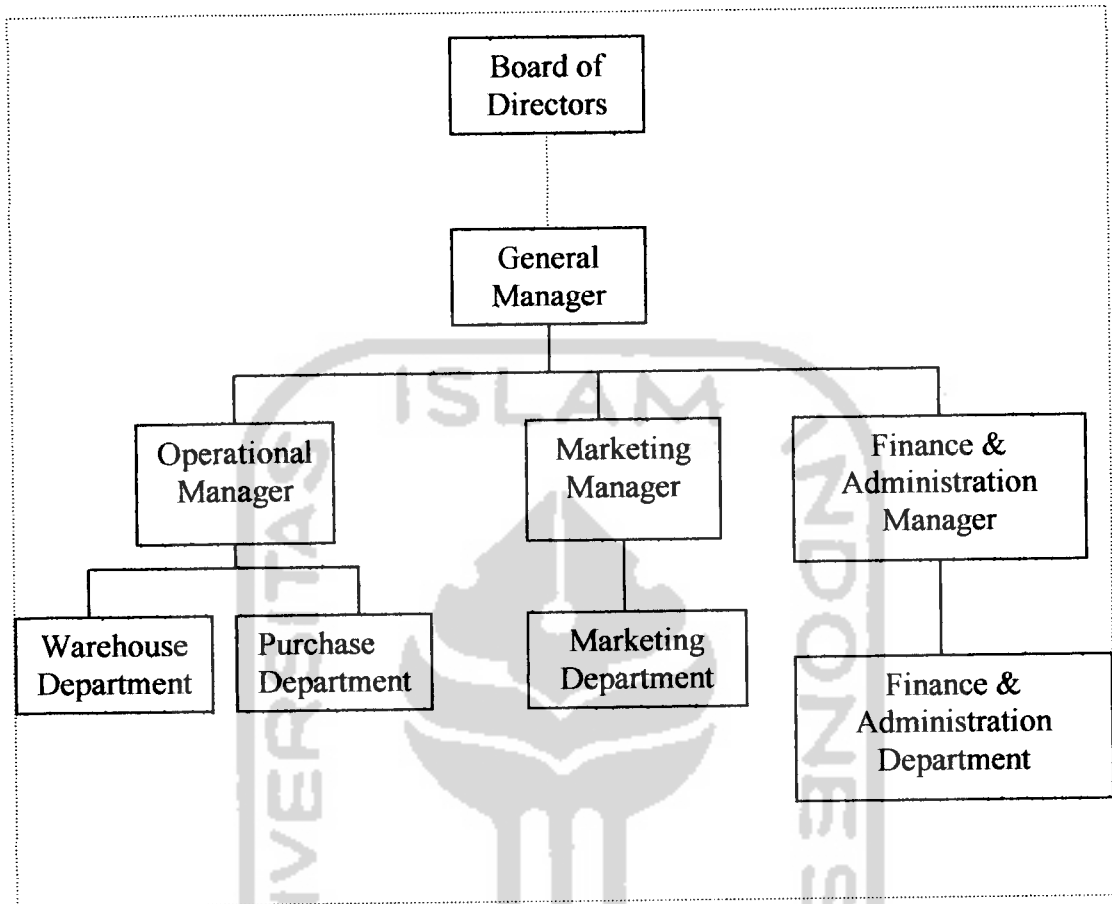 Board of
Directors
General
Manager
ISLAM
Operational
Manager
Marketing
Manager
Finance &
Administration
Manager
Warehouse
Department
Purchase
Department
Marketing
Department
Finance &
Administration
Department